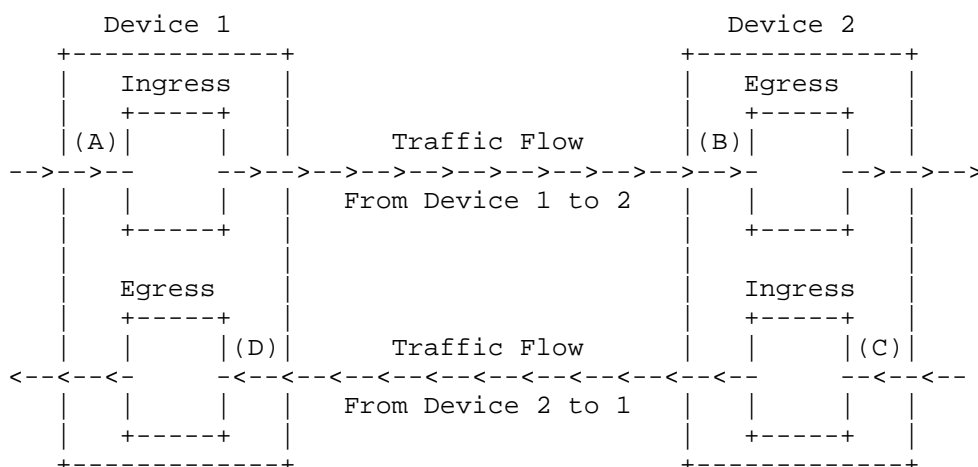 Device 1 Device 2
+-------------+ +-------------+
| Ingress | | Egress |
| +-----+ | | +-----+ |
|(A)| | | Traffic Flow |(B)| | |
-->-->-- -->-->-->-->-->-->-->-->-->-->-->- -->-->-->
| | | | From Device 1 to 2 | | | |
| +-----+ | | +-----+ |
| | | |
| Egress | | Ingress |
| +-----+ | | +-----+ |
| | |(D)| Traffic Flow | | |(C)|
<--<--<- -<--<--<--<--<--<--<--<--<--<--<-- --<--<--
| | | | From Device 2 to 1 | | | |
| +-----+ | | +-----+ |
+-------------+ +-------------+